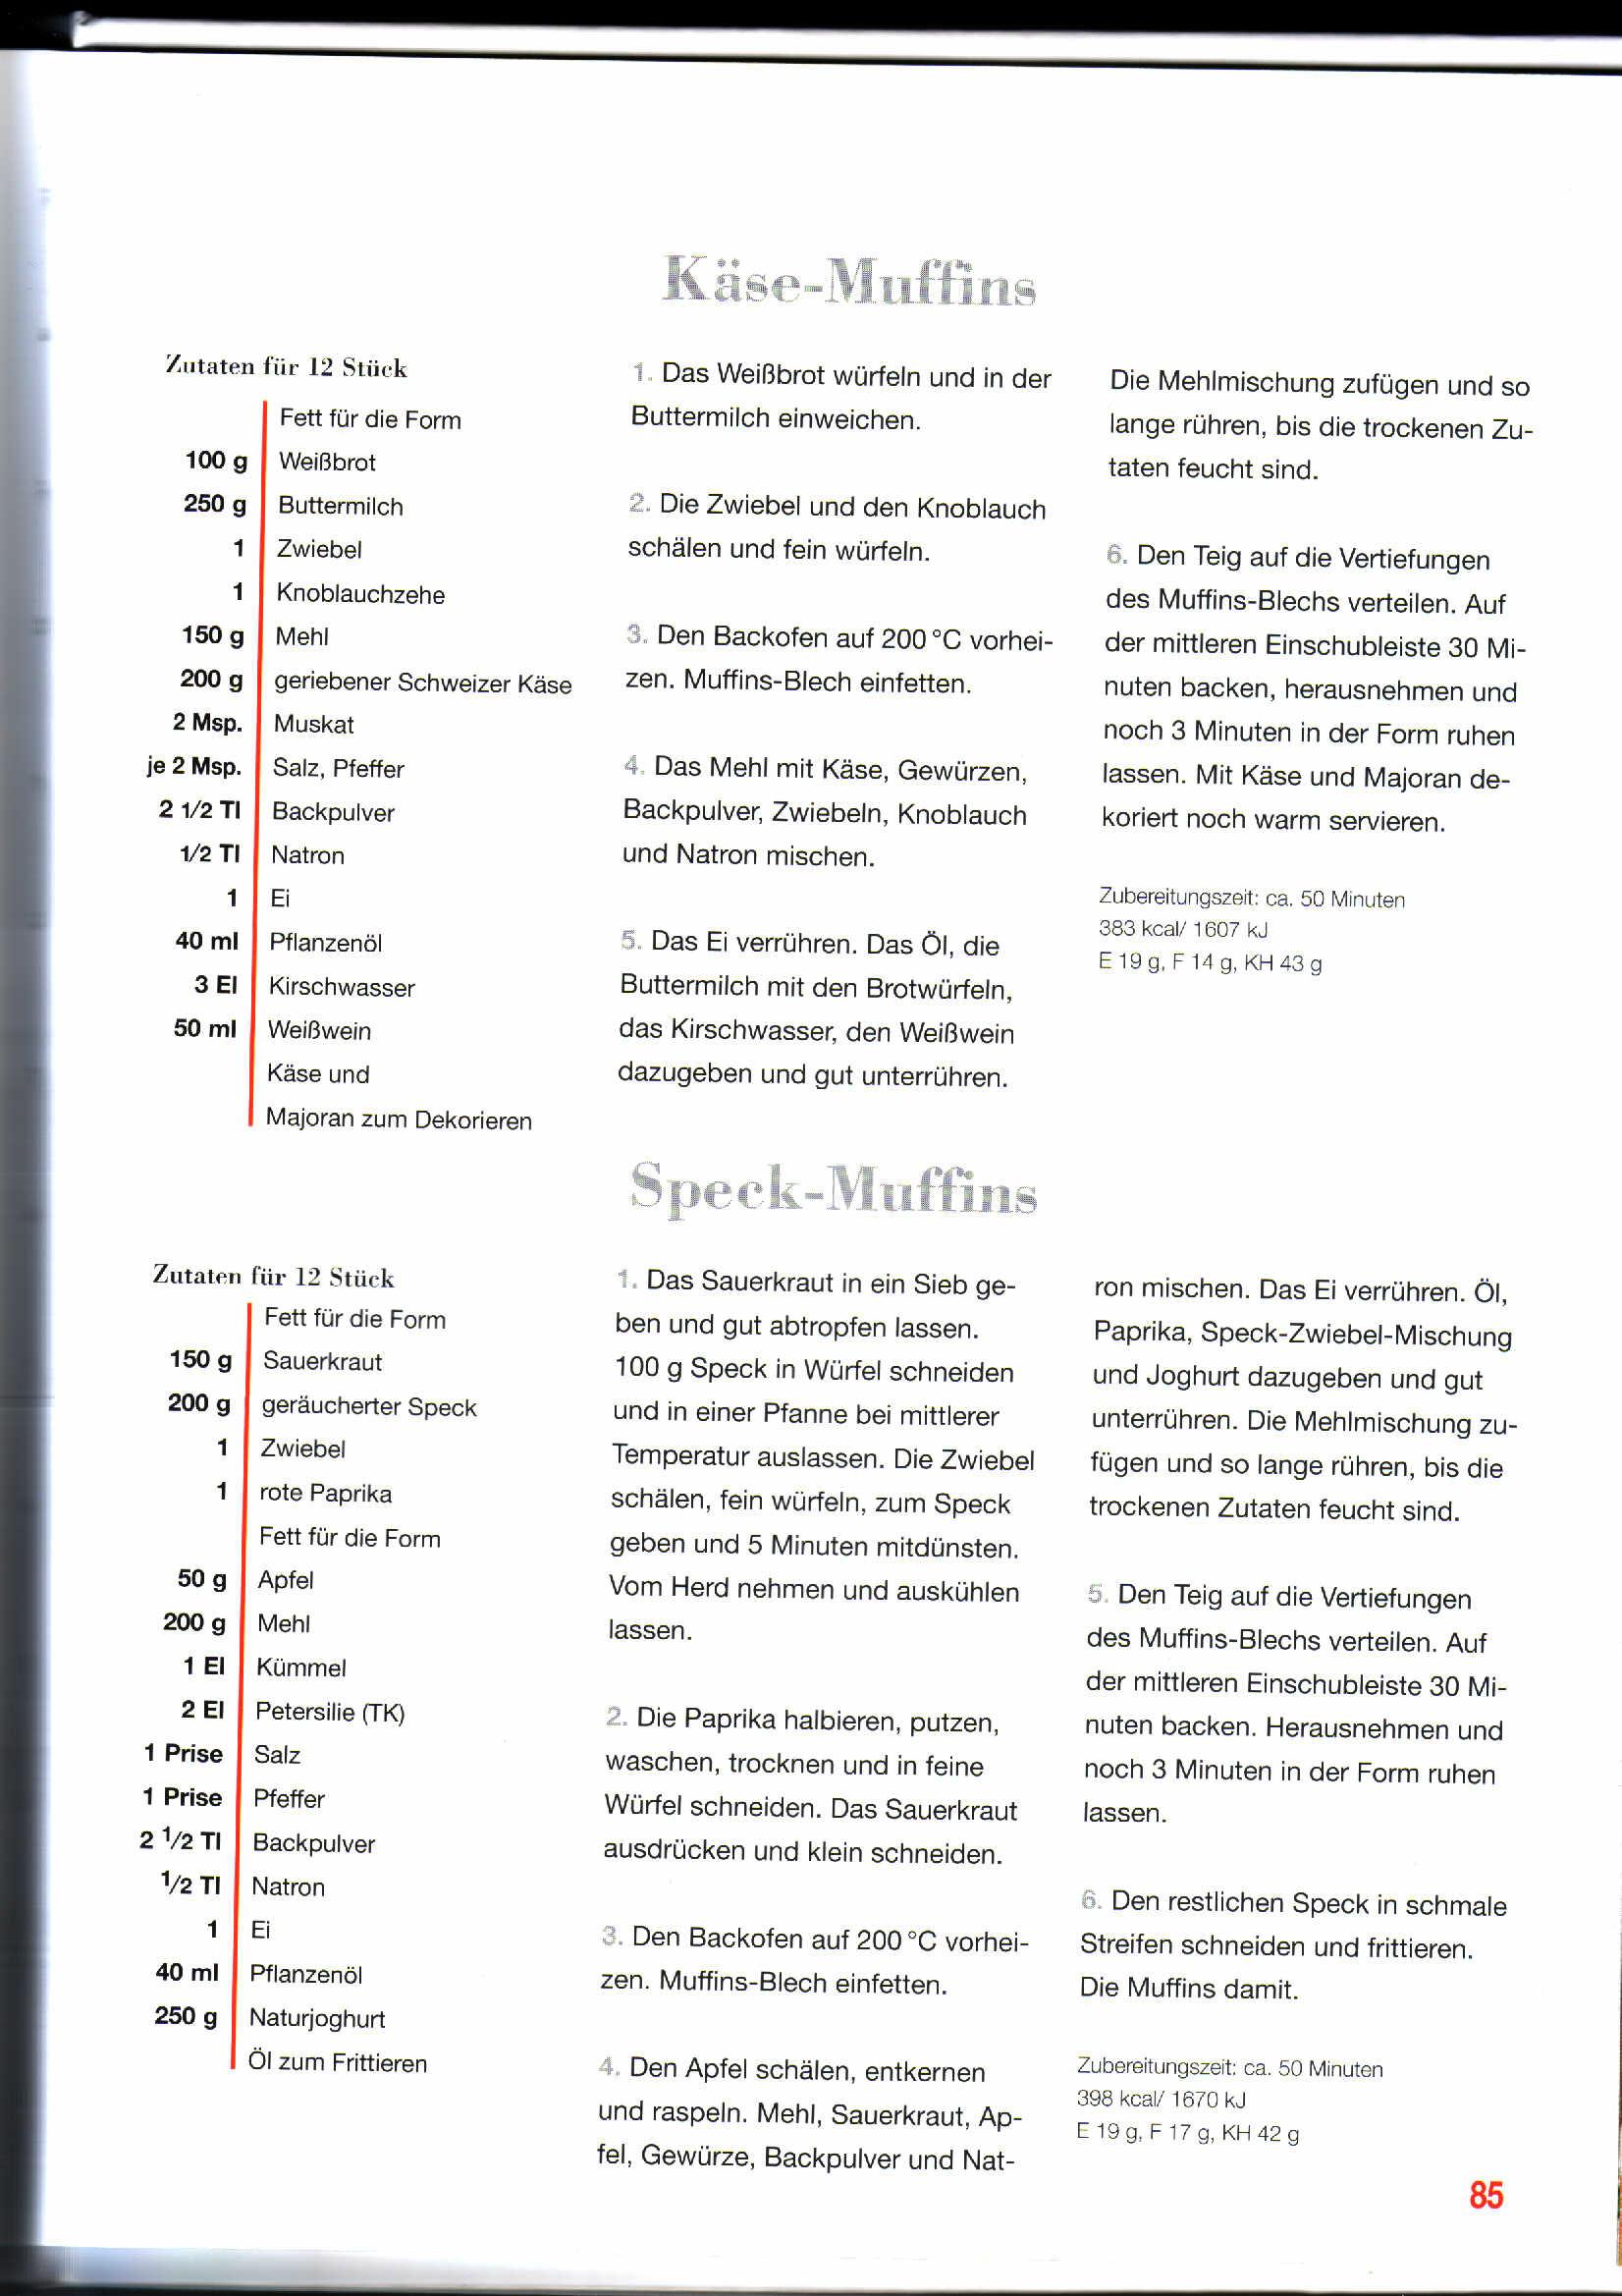 Käse-Muffins
Zutaten für 12 Stück
Fett für die Form
100 g Weißbrot
250 g Buttermilch
1 Zwiebel
1 Knoblauchzehe
150 g Mehl
200 g geriebener Schweizer Käse
2 Msp. Muskat
je 2 Msp. Salz, Pfeffer
2 1/2 Tl Backpulver
1/2 Tl Natron
1 Ei
40 ml Pflanzenöl
3 El Kirschwasser
50 ml Weißwein
Käse und
Majoran zum Dekorieren
1. Das Weißbrot würfeln und in der
Buttermilch einweichen.
2. Die Zwiebel und den Knoblauch
schälen und fein würfeln.
3. Den Backofen auf 200 °C vorhei-
zen. Muffins-Blech einfetten.
4. Das Mehl mit Käse, Gewürzen,
Backpulver, Zwiebeln, Knoblauch
und Natron mischen.
5. Das Ei verrühren. Das Öl, die
Buttermilch mit den Brotwürfeln,
das Kirschwasser, den Weißwein
dazugeben und gut unterrühren.
Die Mehlmischung zufügen und so
lange rühren, bis die trockenen Zu-
taten feucht sind.
6. Den Teig auf die Vertiefungen
des Muffins-Blechs verteilen. Auf
der mittleren Einschubleiste 30 Mi-
nuten backen, herausnehmen und
noch 3 Minuten in der Form ruhen
lassen. Mit Käse und Majoran de-
koriert noch warm servieren.
Zubereitungszeit: ca. 50 Minuten
383 kcal/ 1607 kJ
E 19 g, F 14 g, KH 43 g
Speck-Muffins
Zutaten für 12 Stück
Fett für die Form
150 g Sauerkraut
200 g geräucherter Speck
1 Zwiebel
1 rote Paprika
Fett für die Form
50 g Apfel
200 g Mehl
1 El Kümmel
2 El Petersilie (TK)
1 Prise Salz
1 Prise Pfeffer
2 1/2 Tl Backpulver
1/2 Tl Natron
1 Ei
40 ml Pflanzenöl
250 g Naturjoghurt
Öl zum Frittieren
1. Das Sauerkraut in ein Sieb ge-
ben und gut abtropfen lassen.
100 g Speck in Würfel schneiden
und in einer Pfanne bei mittlerer
Temperatur auslassen. Die Zwiebel
schälen, fein würfeln, zum Speck
geben und 5 Minuten mitdünsten.
Vom Herd nehmen und auskühlen
lassen.
2. Die Paprika halbieren, putzen,
waschen, trocknen und in feine
Würfel schneiden. Das Sauerkraut
ausdrücken und klein schneiden.
3. Den Backofen auf 200 °C vorhei-
zen. Muffins-Blech einfetten.
4. Den Apfel schälen, entkernen
und raspeln. Mehl, Sauerkraut, Ap-
fel, Gewürze, Backpulver und Nat-
ron mischen. Das Ei verrühren. Öl,
Paprika, Speck-Zwiebel-Mischung
und Joghurt dazugeben und gut
unterrühren. Die Mehlmischung zu-
fügen und so lange rühren, bis die
trockenen Zutaten feucht sind.
5. Den Teig auf die Vertiefungen
des Muffins-Blechs verteilen. Auf
der mittleren Einschubleiste 30 Mi-
nuten backen. Herausnehmen und
noch 3 Minuten in der Form ruhen
lassen.
6. Den restlichen Speck in schmale
Streifen schneiden und frittieren.
Die Muffins damit.
Zubereitungszeit: ca. 50 Minuten
398 kcal/ 1670 kJ
E 19 g, F 17 g, KH 42 g
85